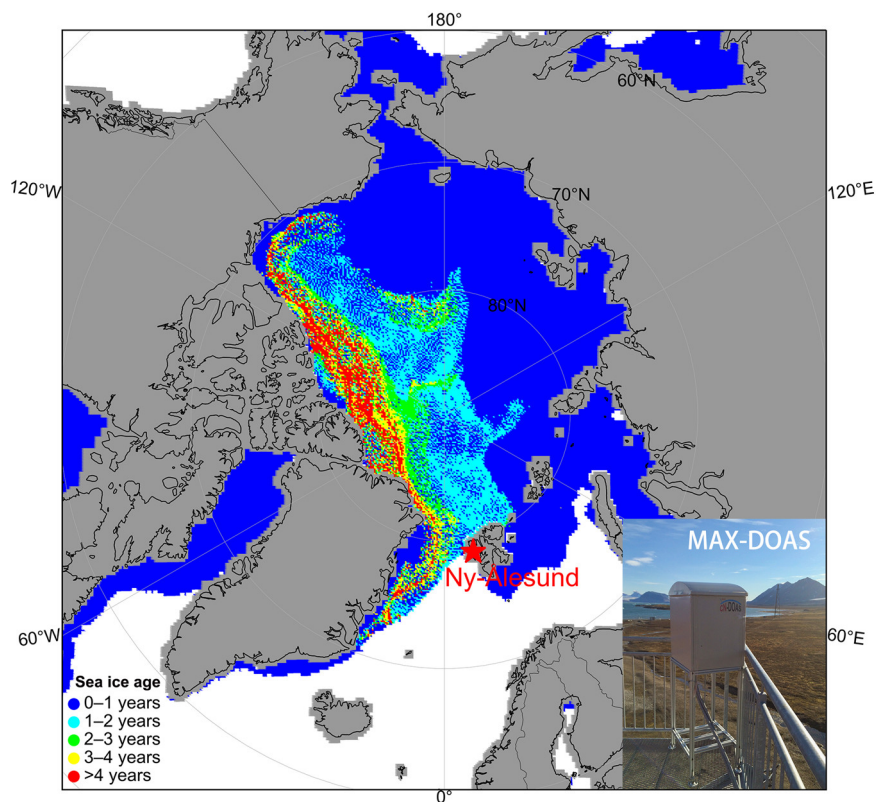 180°
60°N
120°W
70°N
120°E
80°N
MAX-DOAS
Ny-Alesund
60°W
60°E
Sea ice age
0–1 years
1–2 years
2–3 years
3–4 years
>4 years
0°